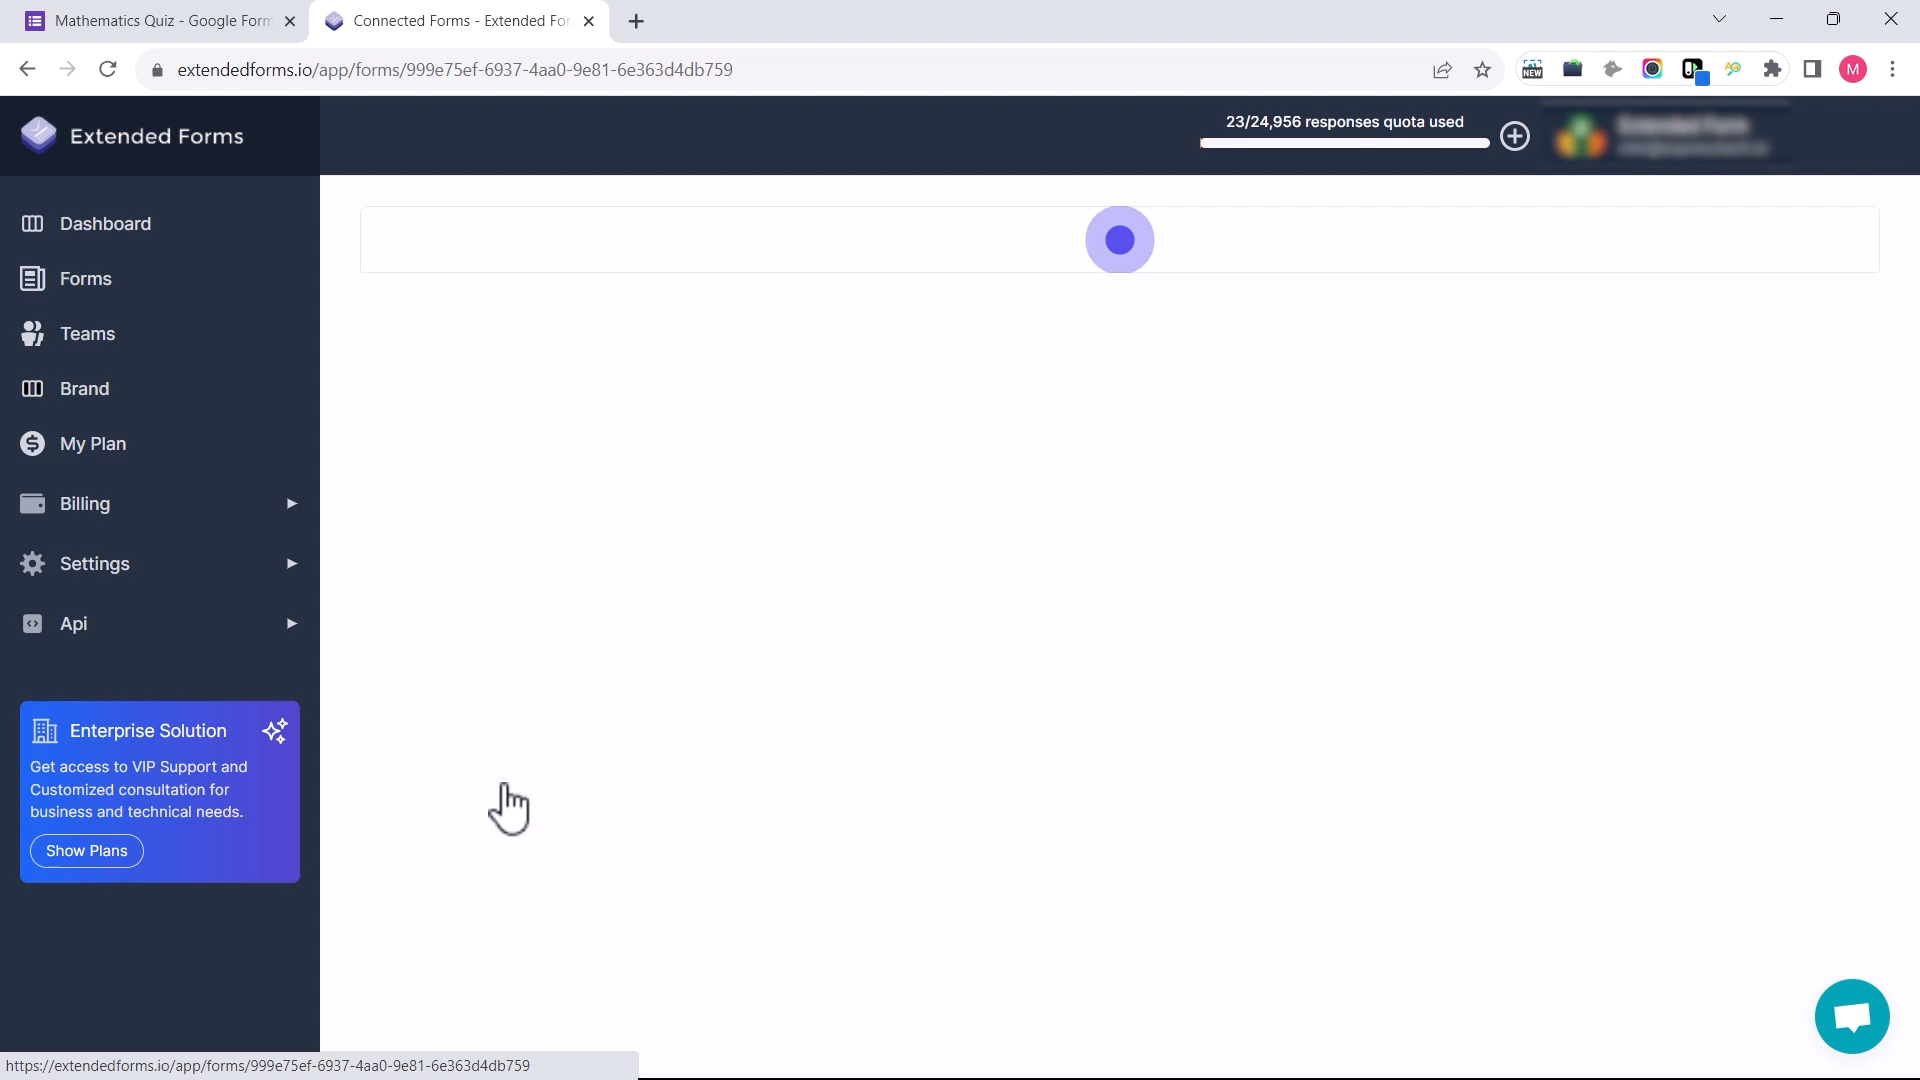 Mathematics Quiz - Google Form
Connected Forms - Extended For
extendedforms.io/app/forms/999e75ef-6937-4aa0-9e81-6e363d4db759
NEW
M
Extended Forms
23/24,956 responses quota used
Dashboard
Forms
Teams
Brand
My Plan
Billing
Settings
Api
Enterprise Solution
Get access to VIP Support and
Customized consultation for
business and technical needs.
Show Plans
https://extendedforms.io/app/forms/999e75ef-6937-4aa0-9e81-6e363d4db759